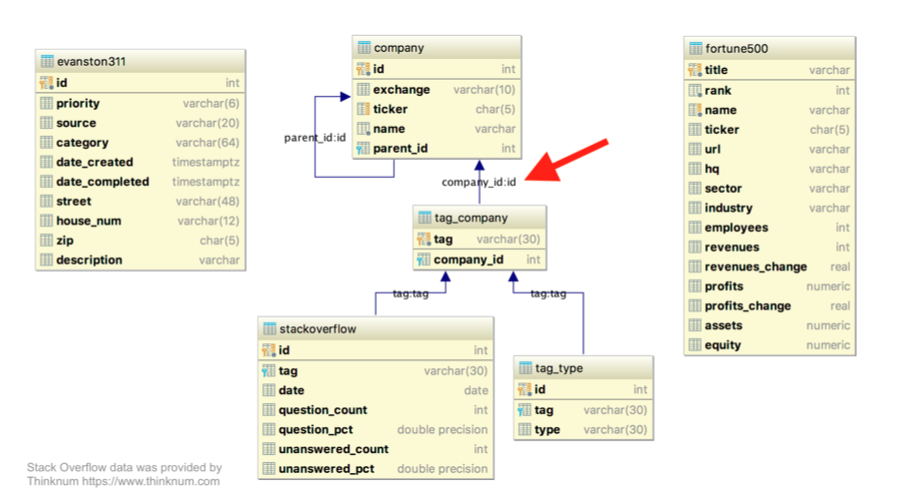 evanston311
id int
priority varchar(6)
source varchar(20)
category varchar(64)
date_created timestamptz
date_completed timestamptz
street varchar(48)
house_num varchar(12)
zip char(5)
description varchar
company
id int
exchange varchar(10)
ticker char(5)
name varchar
parent_id int
parent_id:id
company_id:id
tag_company
tag varchar(30)
company_id int
tag:tag
tag:tag
stackoverflow
id int
tag varchar(30)
date date
question_count int
question_pct double precision
unanswered_count int
unanswered_pct double precision
tag_type
id int
tag varchar(30)
type varchar(30)
fortune500
title varchar
rank int
name varchar
ticker char(5)
url varchar
hq varchar
sector varchar
industry varchar
employees int
revenues int
revenues_change real
profits numeric
profits_change real
assets numeric
equity numeric
Stack Overflow data was provided by
Thinknum https://www.thinknum.com